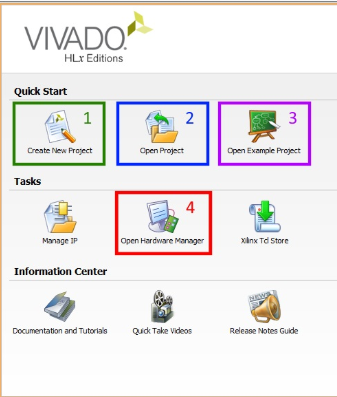 VIVADO.
HLx Editions
Quick Start
1
2
3
Create New Project
Open Project
Open Example Project
Tasks
4
Manage IP
Open Hardware Manager
Xilinx Tcl Store
Information Center
Documentation and Tutorials
Quick Take Videos
Release Notes Guide